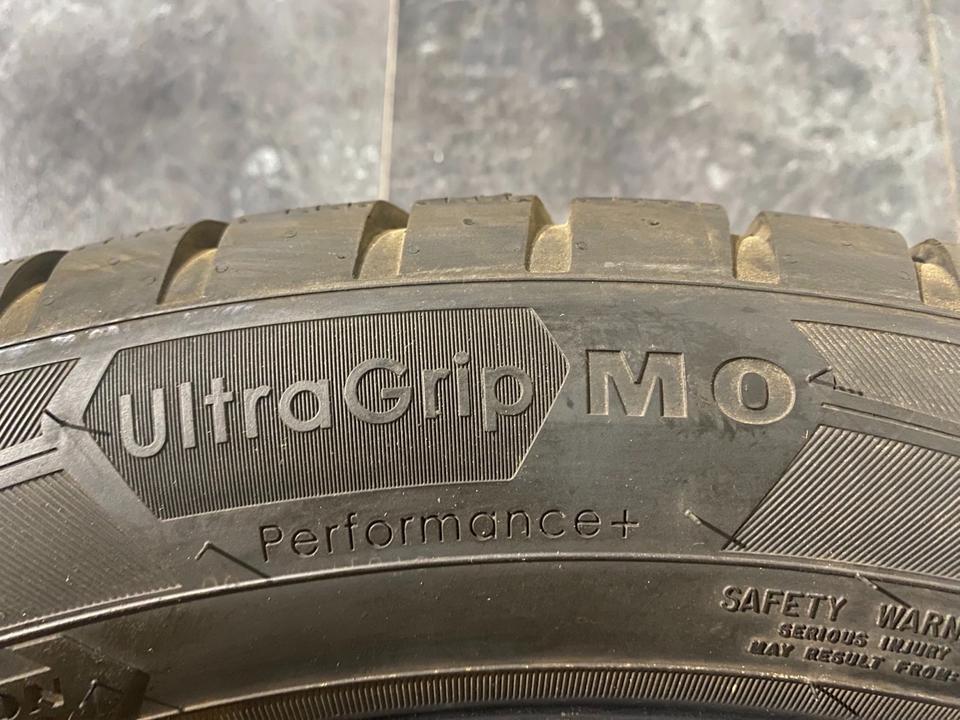 UltraGrip MO
Performance+
SAFETY WARN
SERIOUS INJURY
MAY RESULT FROM: